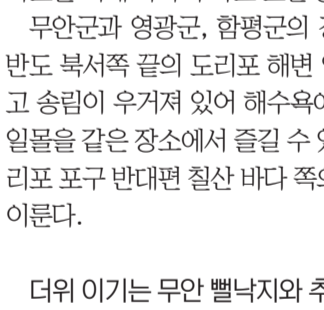 무안군과 영광군, 함평군의
반도 북서쪽 끝의 도리포 해변
고 송림이 우거져 있어 해수욕
일몰을 같은 장소에서 즐길 수
리포 포구 반대편 칠산 바다 쪽
이룬다.
더위 이기는 무안 뻘낙지와